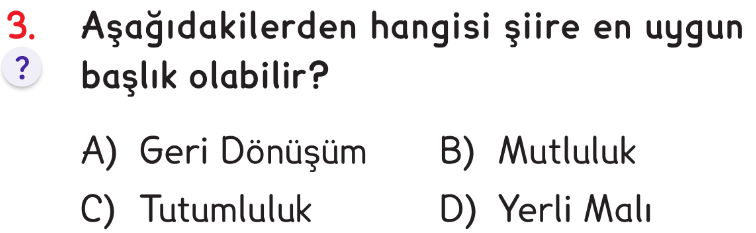 3. Aşağıdakilerden hangisi şiire en uygun
? başlık olabilir?
A) Geri Dönüşüm B) Mutluluk
C) Tutumluluk D) Yerli Malı